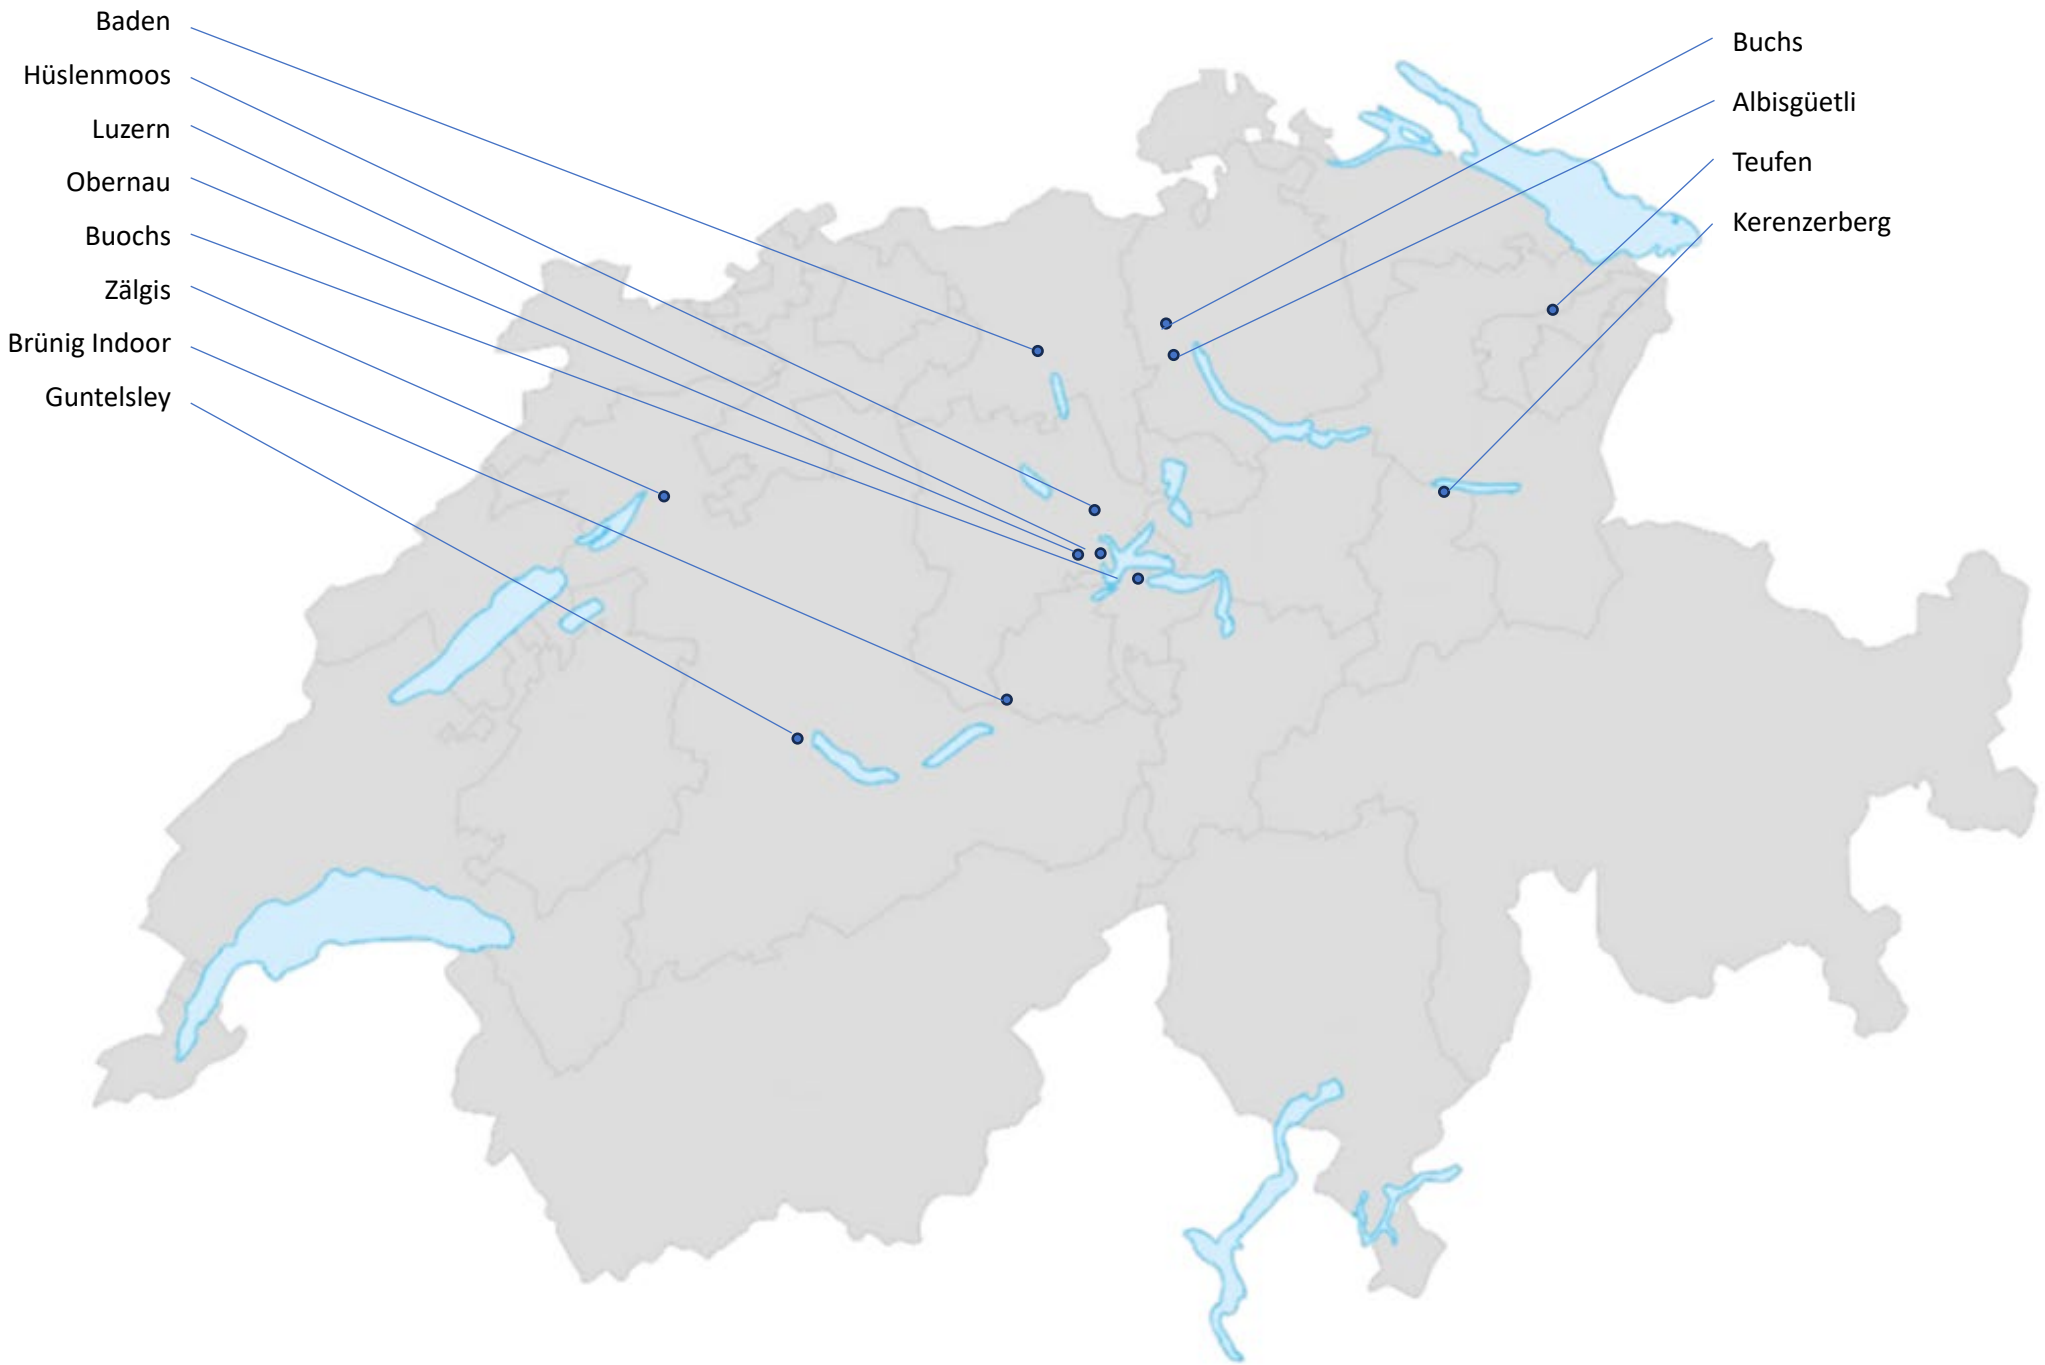 Baden
Hüslenmoos
Luzern
Obernau
Buochs
Zälgis
Brünig Indoor
Guntelsley
Buchs
Albisgüetli
Teufen
Kerenzerberg